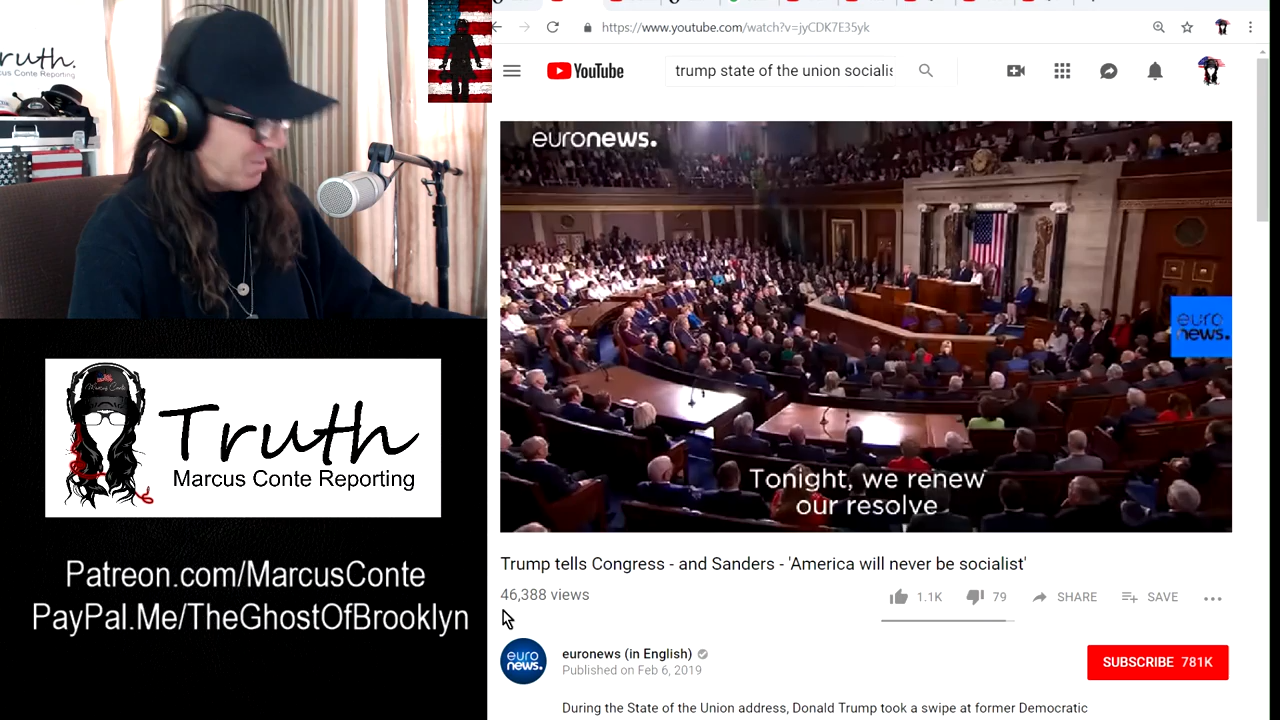 ruth.
cus Conte Reporting
https://www.youtube.com/watch?v=jyCDK7E35yk
YouTube
trump state of the union socialis
euronews.
euro
news.
Tonight, we renew
our resolve
Marcus Conte
Truth
Marcus Conte Reporting
Patreon.com/MarcusConte
PayPal.Me/TheGhostOfBrooklyn
Trump tells Congress - and Sanders - 'America will never be socialist'
46,388 views
1.1K
79
SHARE
SAVE
euro
news.
euronews (in English)
Published on Feb 6, 2019
SUBSCRIBE 781K
During the State of the Union address, Donald Trump took a swipe at former Democratic